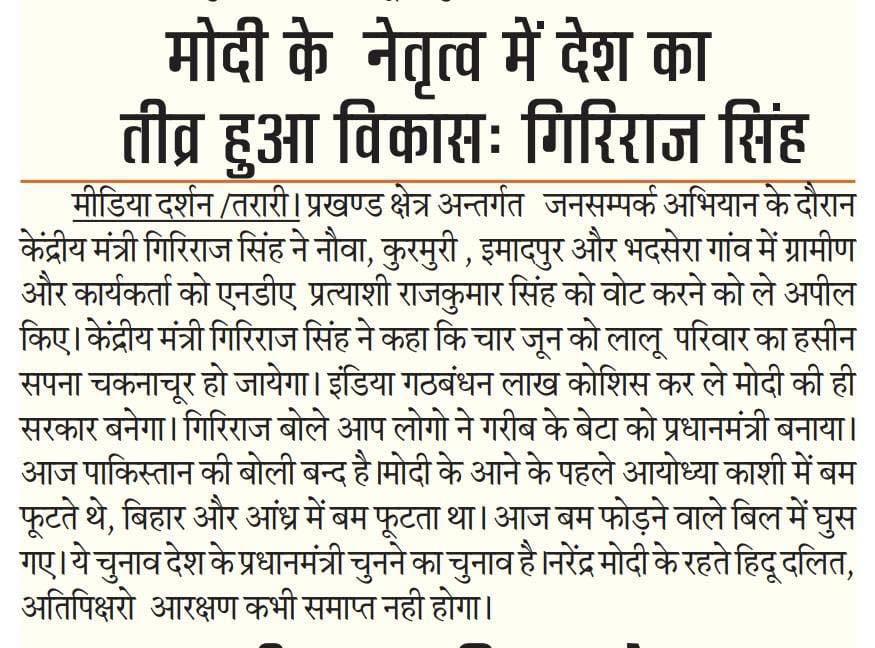 मोदी के नेतृत्व में देश का
तीव्र हुआ विकासः गिरिराज सिंह
मीडिया दर्शन /तरारी। प्रखण्ड क्षेत्र अन्तर्गत जनसम्पर्क अभियान के दौरान
केंद्रीय मंत्री गिरिराज सिंह ने नौवा, कुरमुरी , इमादपुर और भदसेरा गांव में ग्रामीण
और कार्यकर्ता को एनडीए प्रत्याशी राजकुमार सिंह को वोट करने को ले अपील
किए। केंद्रीय मंत्री गिरिराज सिंह ने कहा कि चार जून को लालू परिवार का हसीन
सपना चकनाचूर हो जायेगा। इंडिया गठबंधन लाख कोशिस कर ले मोदी की ही
सरकार बनेगा। गिरिराज बोले आप लोगो ने गरीब के बेटा को प्रधानमंत्री बनाया।
आज पाकिस्तान की बोली बन्द है।मोदी के आने के पहले आयोध्या काशी में बम
फूटते थे, बिहार और आंध्र में बम फूटता था। आज बम फोड़ने वाले बिल में घुस
गए। ये चुनाव देश के प्रधानमंत्री चुनने का चुनाव है।नरेंद्र मोदी के रहते हिदू दलित,
अतिपिक्षरो आरक्षण कभी समाप्त नही होगा।